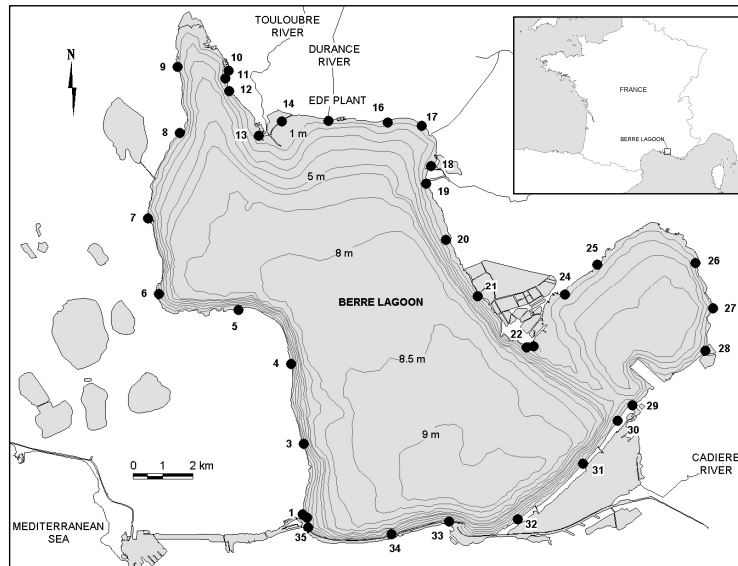 TOULOUBRE
RIVER
DURANCE
RIVER
EDF PLANT
N
FRANCE
BERRE LAGOON
9
10
11
12
13
14
1 m
16
17
8
18
19
5 m
7
20
8 m
25
26
24
21
6
5
BERRE LAGOON
27
22
28
4
8.5 m
29
30
9 m
3
31
CADIERE
RIVER
0 1 2 km
1
35
34
33
32
MEDITERRANEAN
SEA